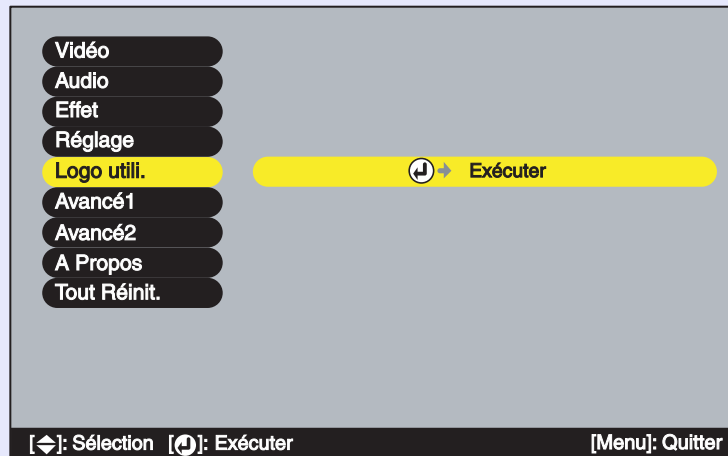 Vidéo
Audio
Effet
Réglage
Logo utili.
Exécuter
Avancé1
Avancé2
A Propos
Tout Réinit.
[]: Sélection []: Exécuter
[Menu]: Quitter